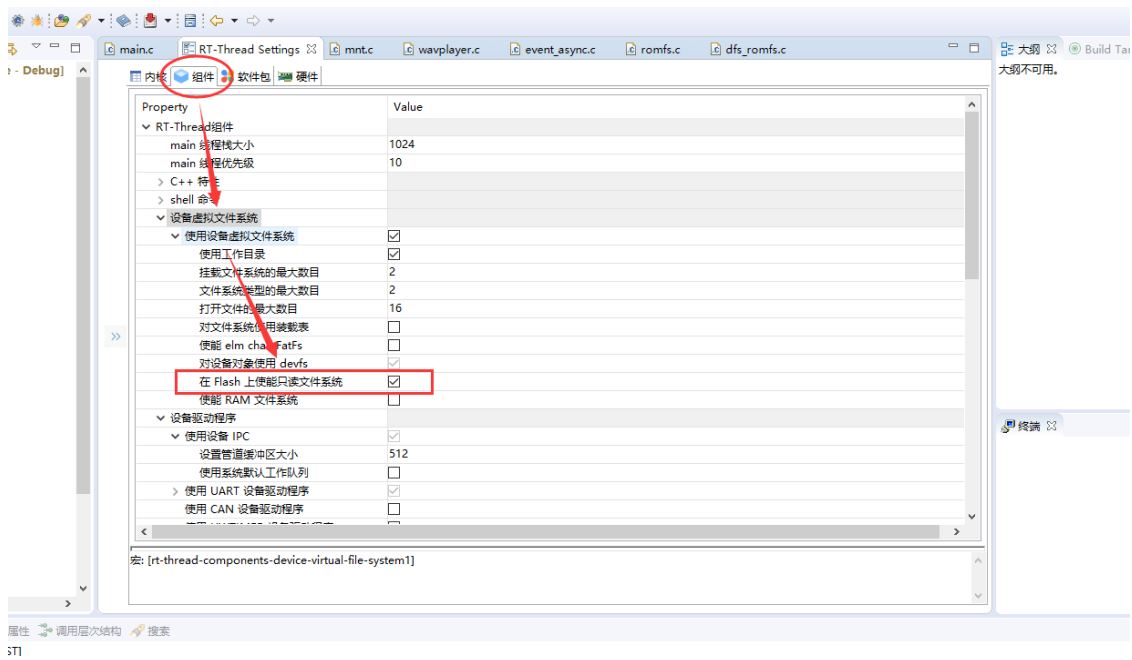 main.c RT-Thread Settings mnt.c wavplayer.c event_async.c romfs.c dfs_romfs.c 大纲 Build Tar
- Debug] 大纲不可用。
内核 组件 软件包 硬件
Property Value
RT-Thread组件
main 线程栈大小 1024
main 线程优先级 10
C++ 特性
shell 命令
设备虚拟文件系统
使用设备虚拟文件系统
使用工作目录
挂载文件系统的最大数目 2
文件系统类型的最大数目 2
打开文件的最大数目 16
对文件系统使用装载表
使能 elm chan FatFs
对设备对象使用 devfs
在 Flash 上使能只读文件系统
使能 RAM 文件系统
设备驱动程序
终端
使用设备 IPC
设置管道缓冲区大小 512
使用系统默认工作队列
使用 UART 设备驱动程序
使用 CAN 设备驱动程序
宏: [rt-thread-components-device-virtual-file-system1]
属性 调用层次结构 搜索
ST]